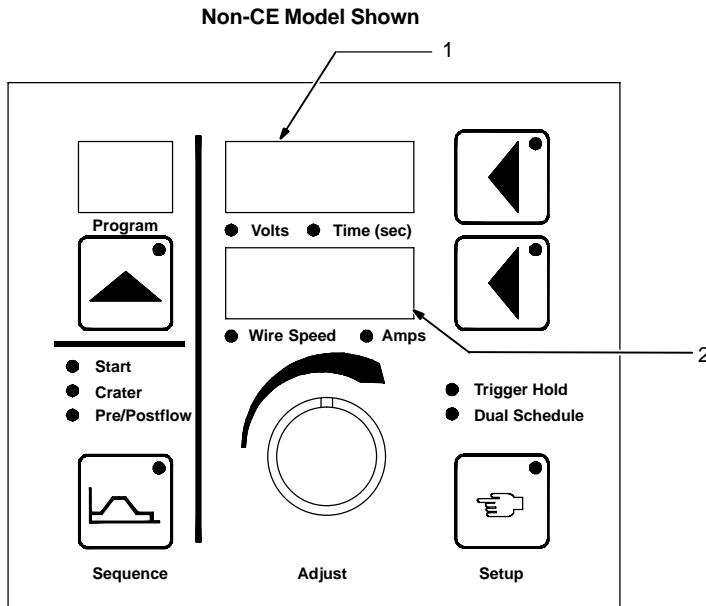 Non-CE Model Shown
1
Program
Volts Time (sec)
Wire Speed Amps
2
Start
Crater
Pre/Postflow
Trigger Hold
Dual Schedule
Sequence
Adjust
Setup